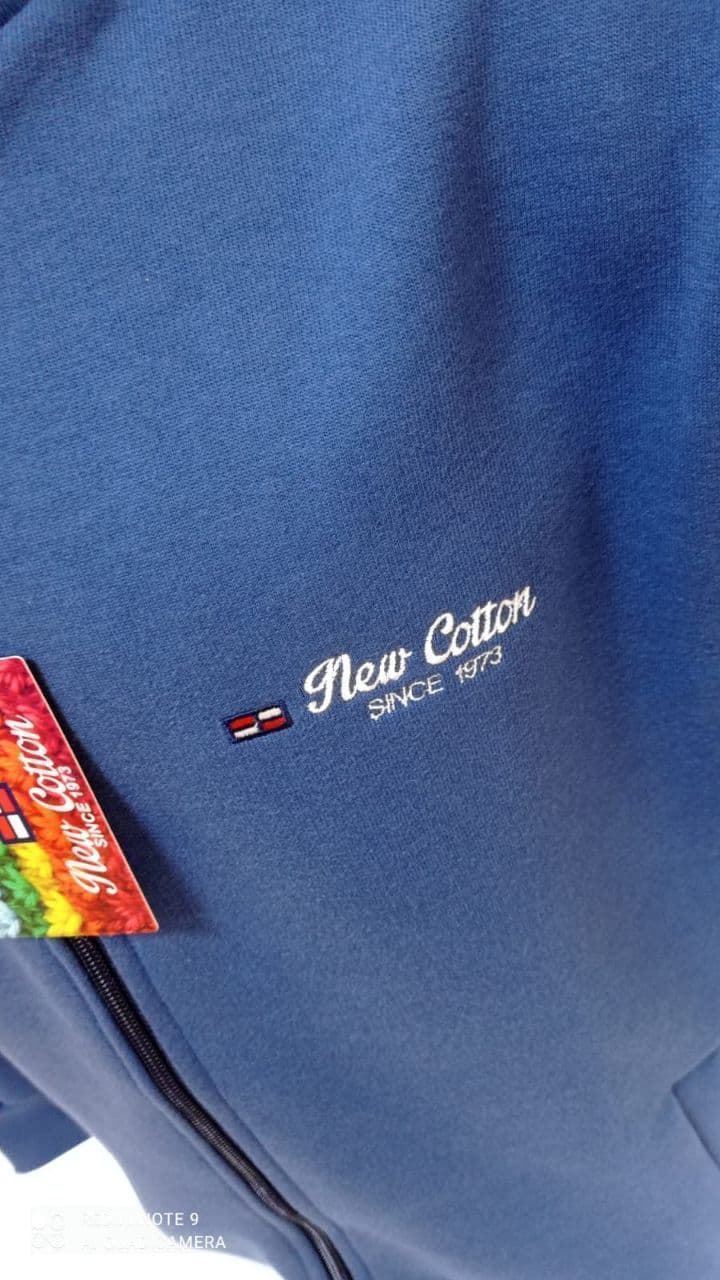 New Cotton
SINCE 1973
New Cotton
SINCE 1973
REDMI NOTE 9
AI QUAD CAMERA